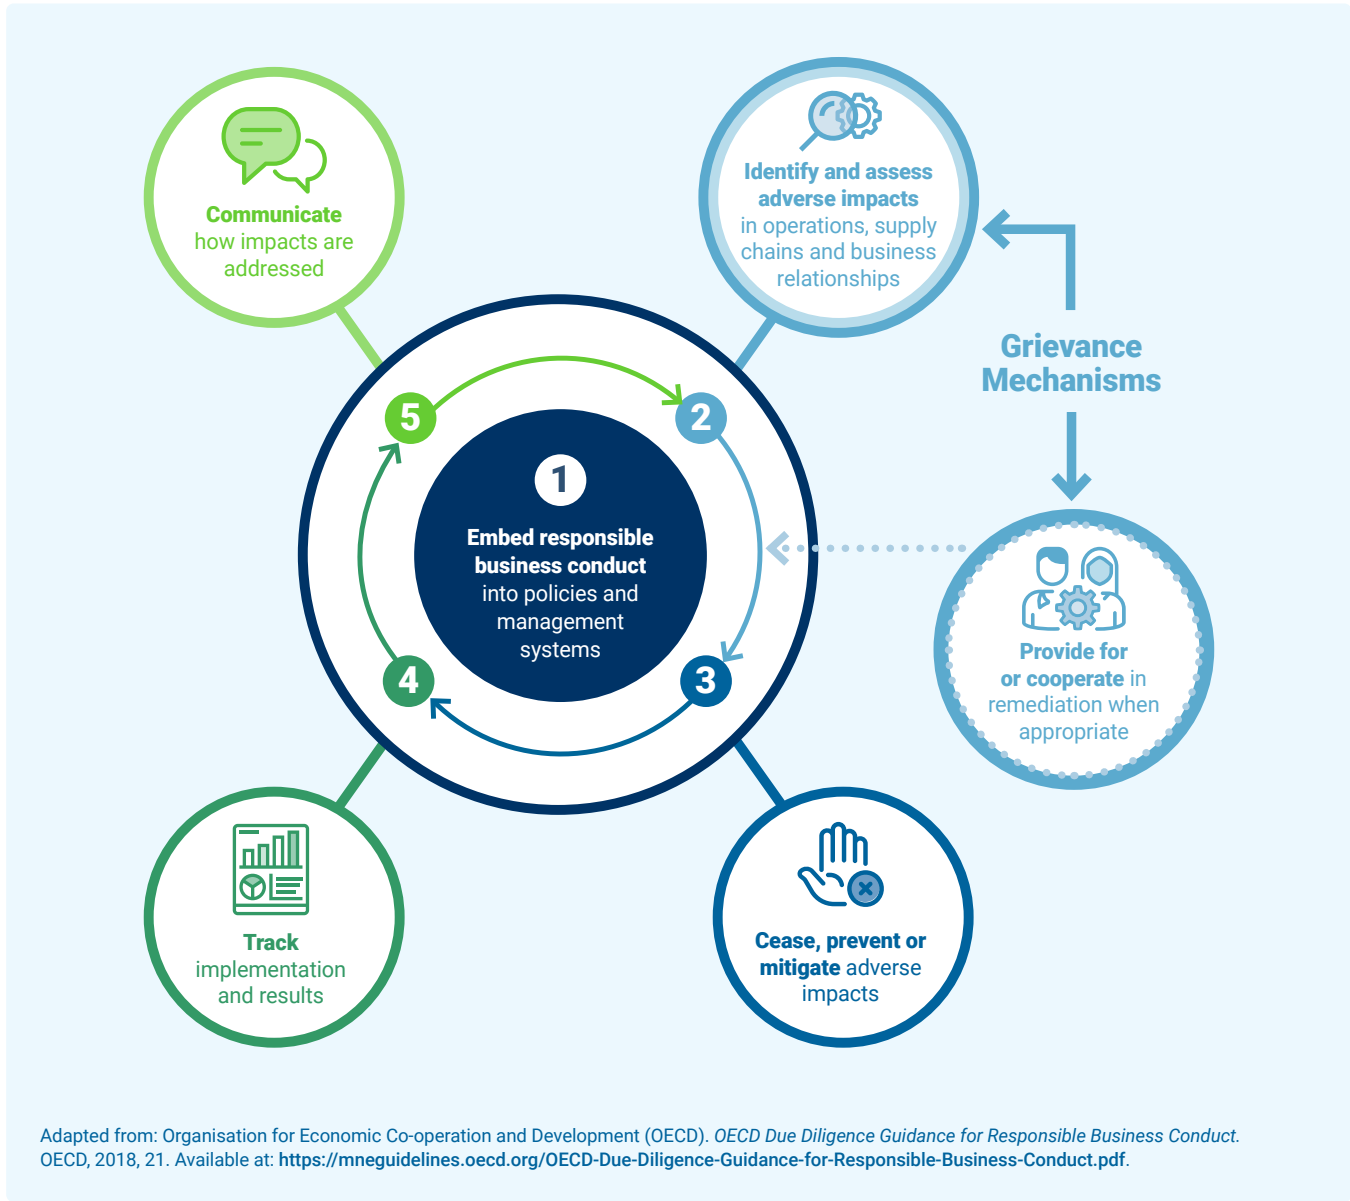 Communicate
how impacts are
addressed
Identify and assess
adverse impacts
in operations, supply
chains and business
relationships
Grievance
Mechanisms
5
2
1
Embed responsible
business conduct
into policies and
management
systems
4
3
Provide for
or cooperate in
remediation when
appropriate
Track
implementation
and results
Cease, prevent or
mitigate adverse
impacts
Adapted from: Organisation for Economic Co-operation and Development (OECD). OECD Due Diligence Guidance for Responsible Business Conduct.
OECD, 2018, 21. Available at: https://mneguidelines.oecd.org/OECD-Due-Diligence-Guidance-for-Responsible-Business-Conduct.pdf.